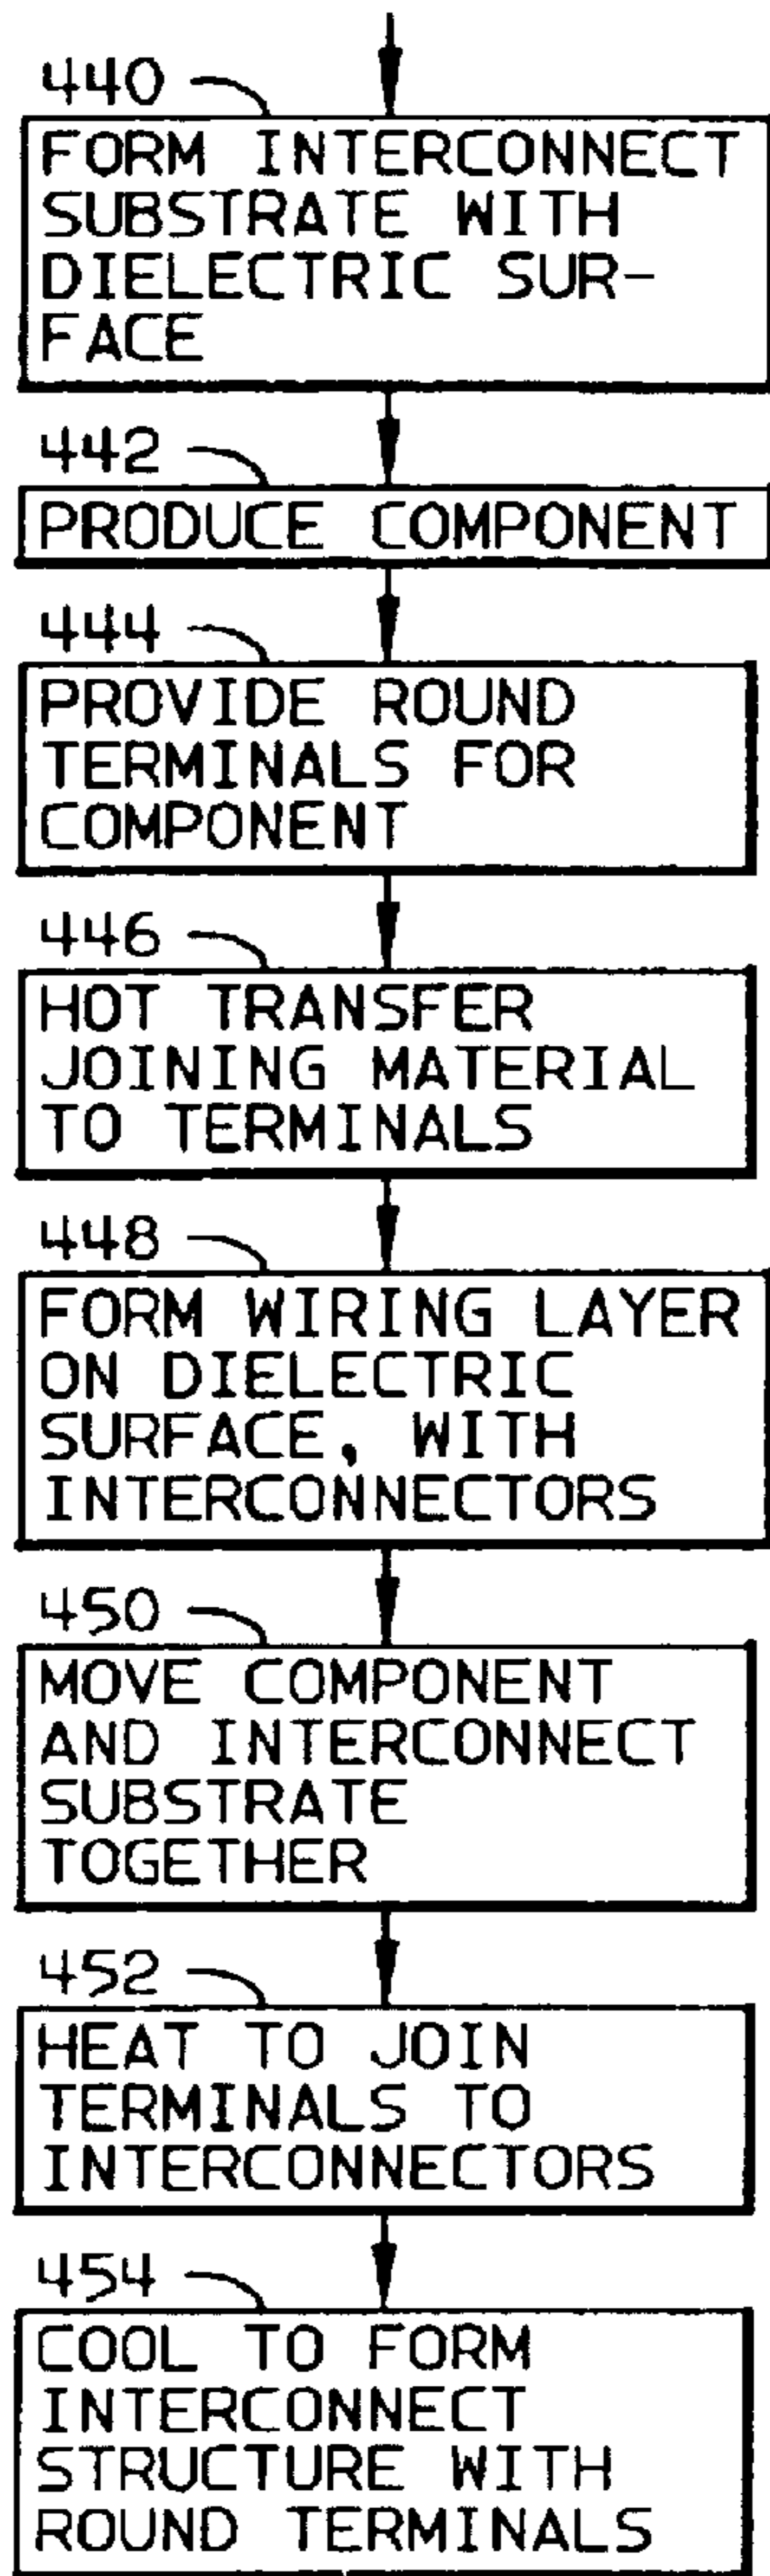 440
FORM INTERCONNECT
SUBSTRATE WITH
DIELECTRIC SUR-
FACE
442
PRODUCE COMPONENT
444
PROVIDE ROUND
TERMINALS FOR
COMPONENT
446
HOT TRANSFER
JOINING MATERIAL
TO TERMINALS
448
FORM WIRING LAYER
ON DIELECTRIC
SURFACE, WITH
INTERCONNECTORS
450
MOVE COMPONENT
AND INTERCONNECT
SUBSTRATE
TOGETHER
452
HEAT TO JOIN
TERMINALS TO
INTERCONNECTORS
454
COOL TO FORM
INTERCONNECT
STRUCTURE WITH
ROUND TERMINALS